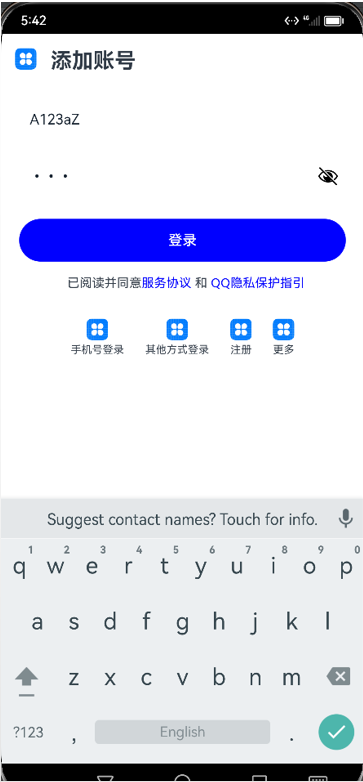 5:42
4G
添加账号
A123aZ
•••
登录
已阅读并同意服务协议 和 QQ隐私保护指引
手机号登录 其他方式登录 注册 更多
Suggest contact names? Touch for info.
1 2 3 4 5 6 7 8 9 0
q w e r t y u i o p
a s d f g h j k l
z x c v b n m
?123 , English .